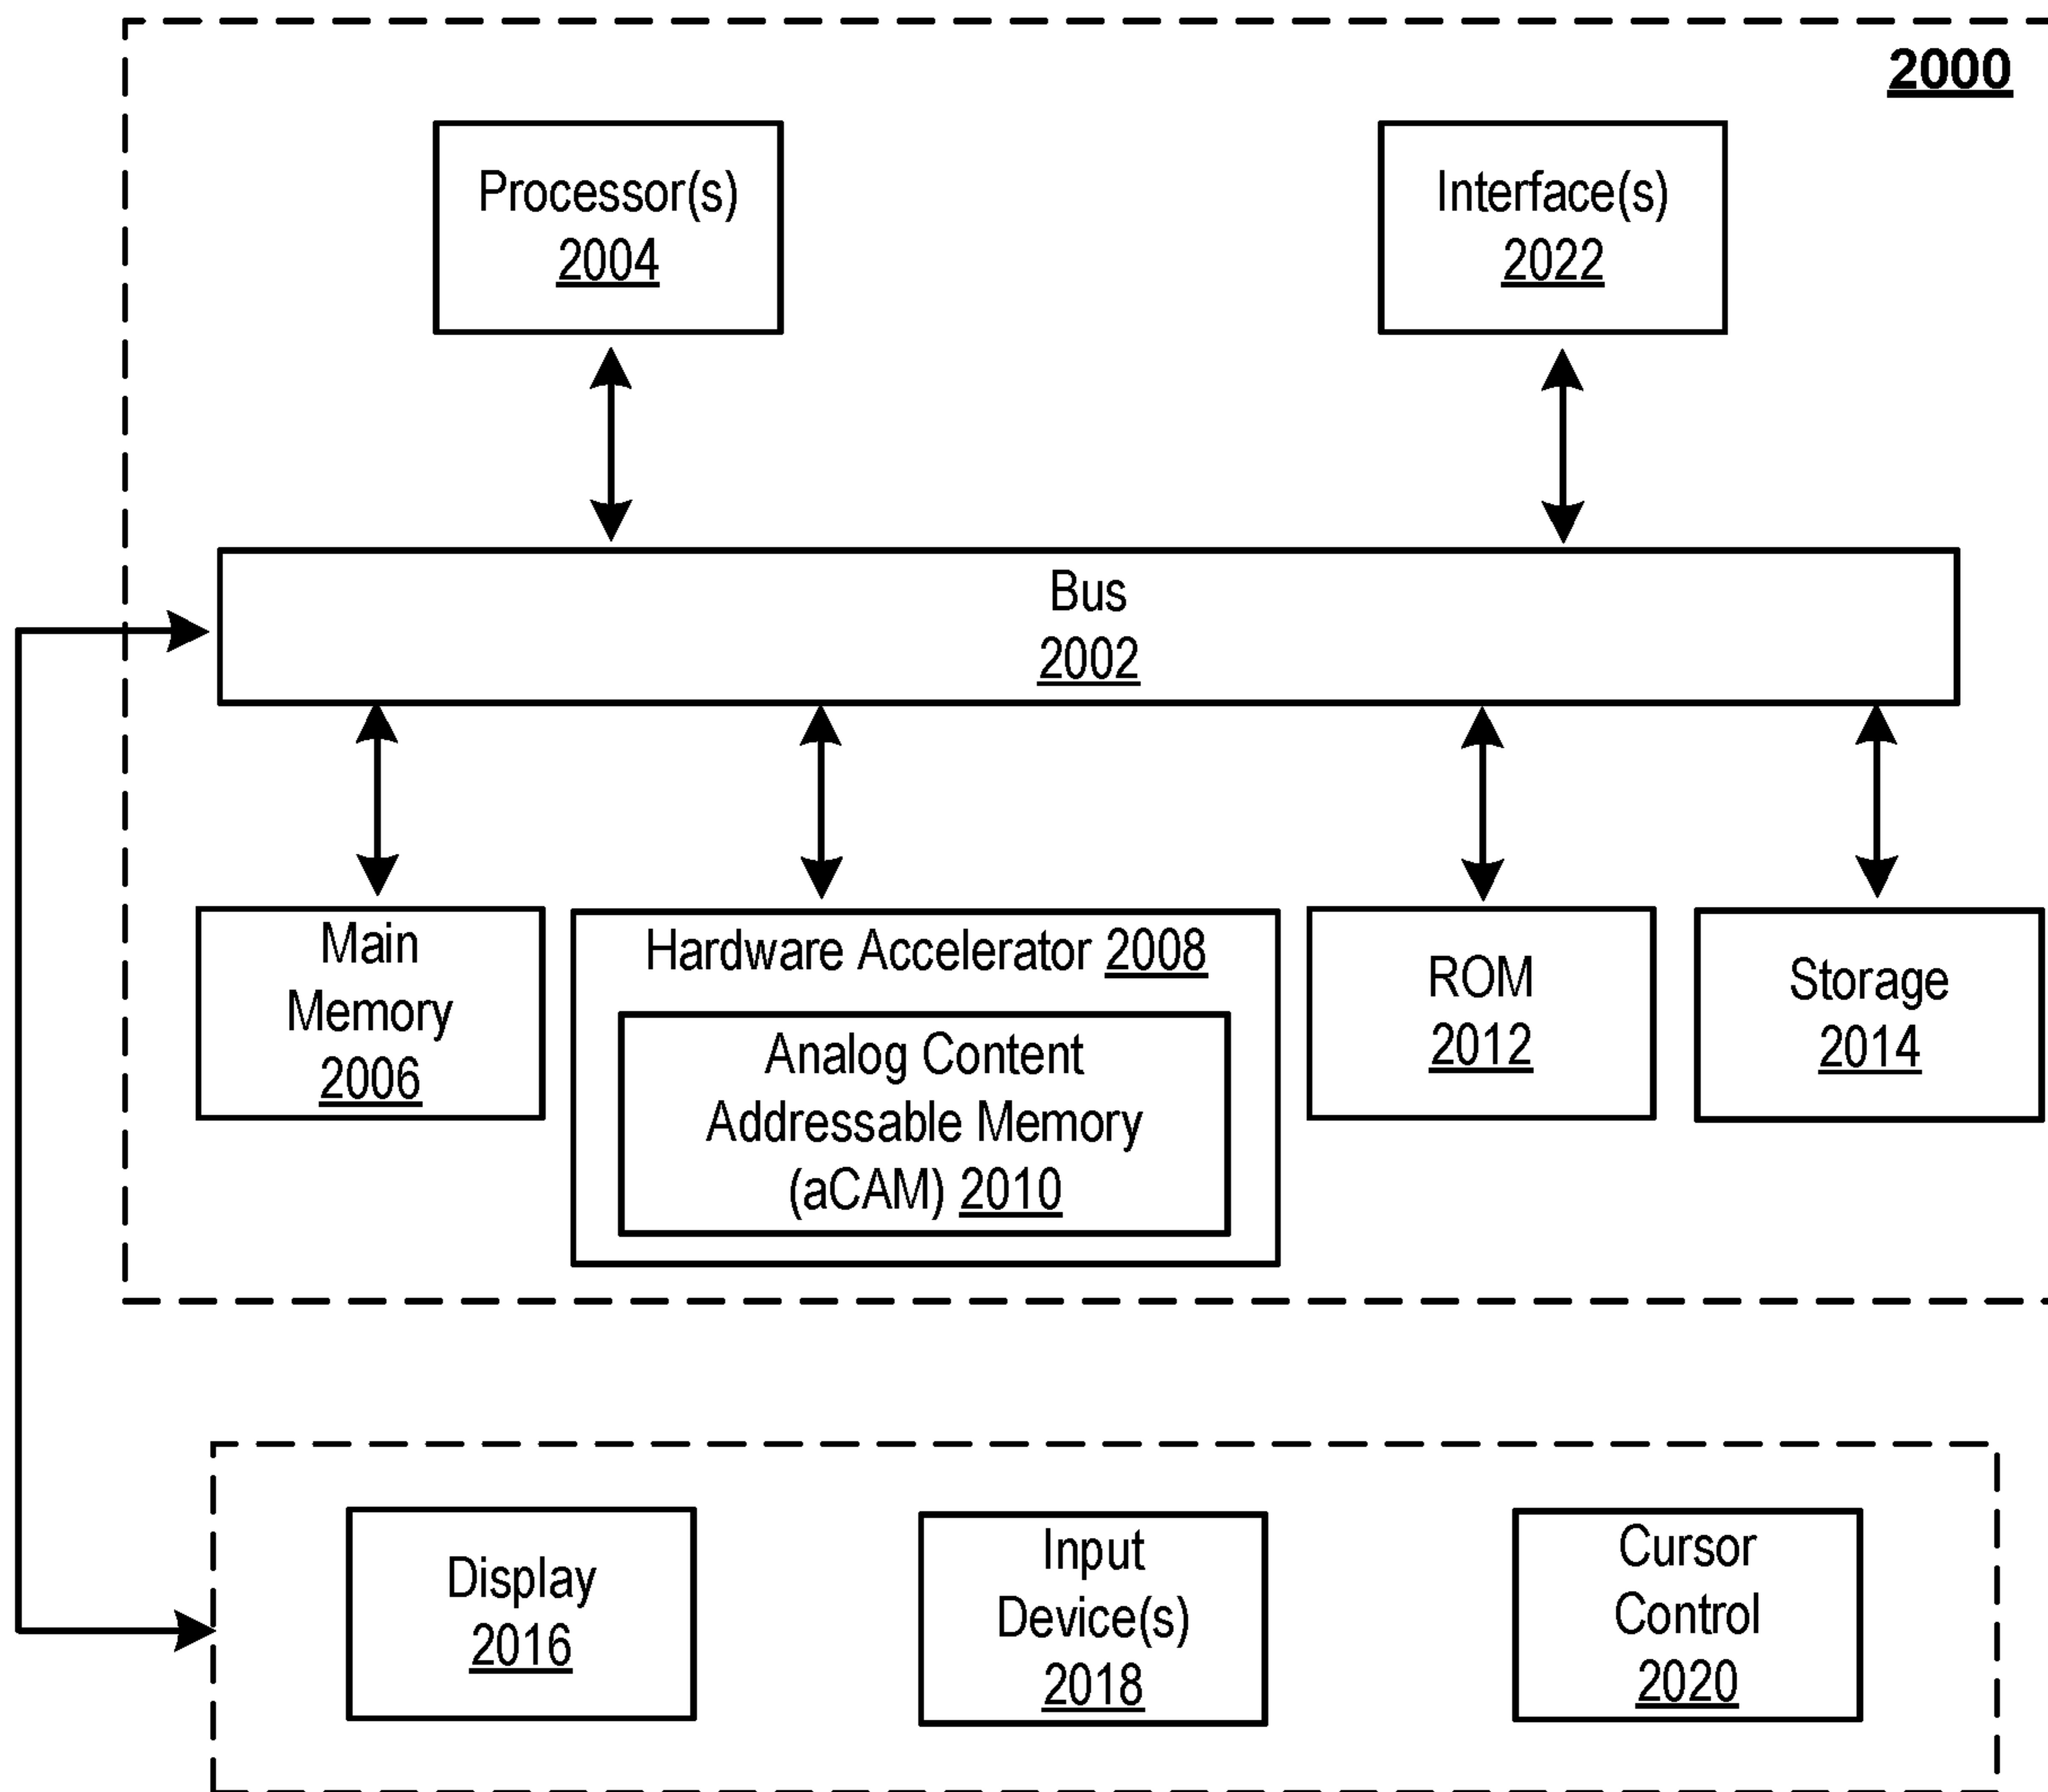 2000
Processor(s)
2004
Interface(s)
2022
Bus
2002
Main
Memory
2006
Hardware Accelerator 2008
Analog Content
Addressable Memory
(aCAM) 2010
ROM
2012
Storage
2014
Display
2016
Input
Device(s)
2018
Cursor
Control
2020